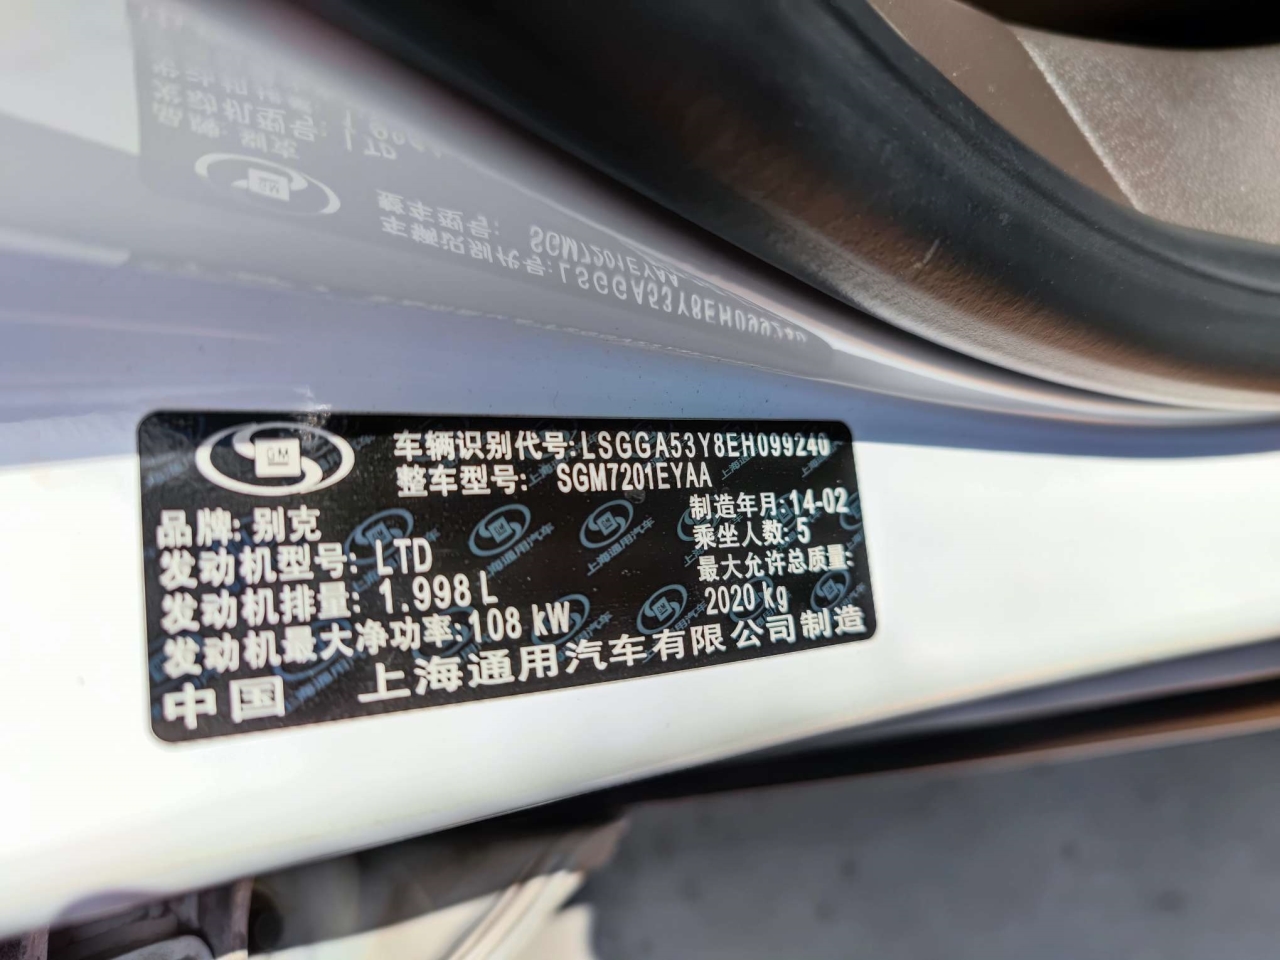 GM
车辆识别代号:LSGGA53Y8EH099240
整车型号: SGM7201EYAA
品牌: 别克
制造年月:14-02
发动机型号: LTD
乘坐人数: 5
发动机排量: 1.998 L
最大允许总质量:
2020 kg
发动机最大净功率:108 kW
中国 上海通用汽车有限公司制造